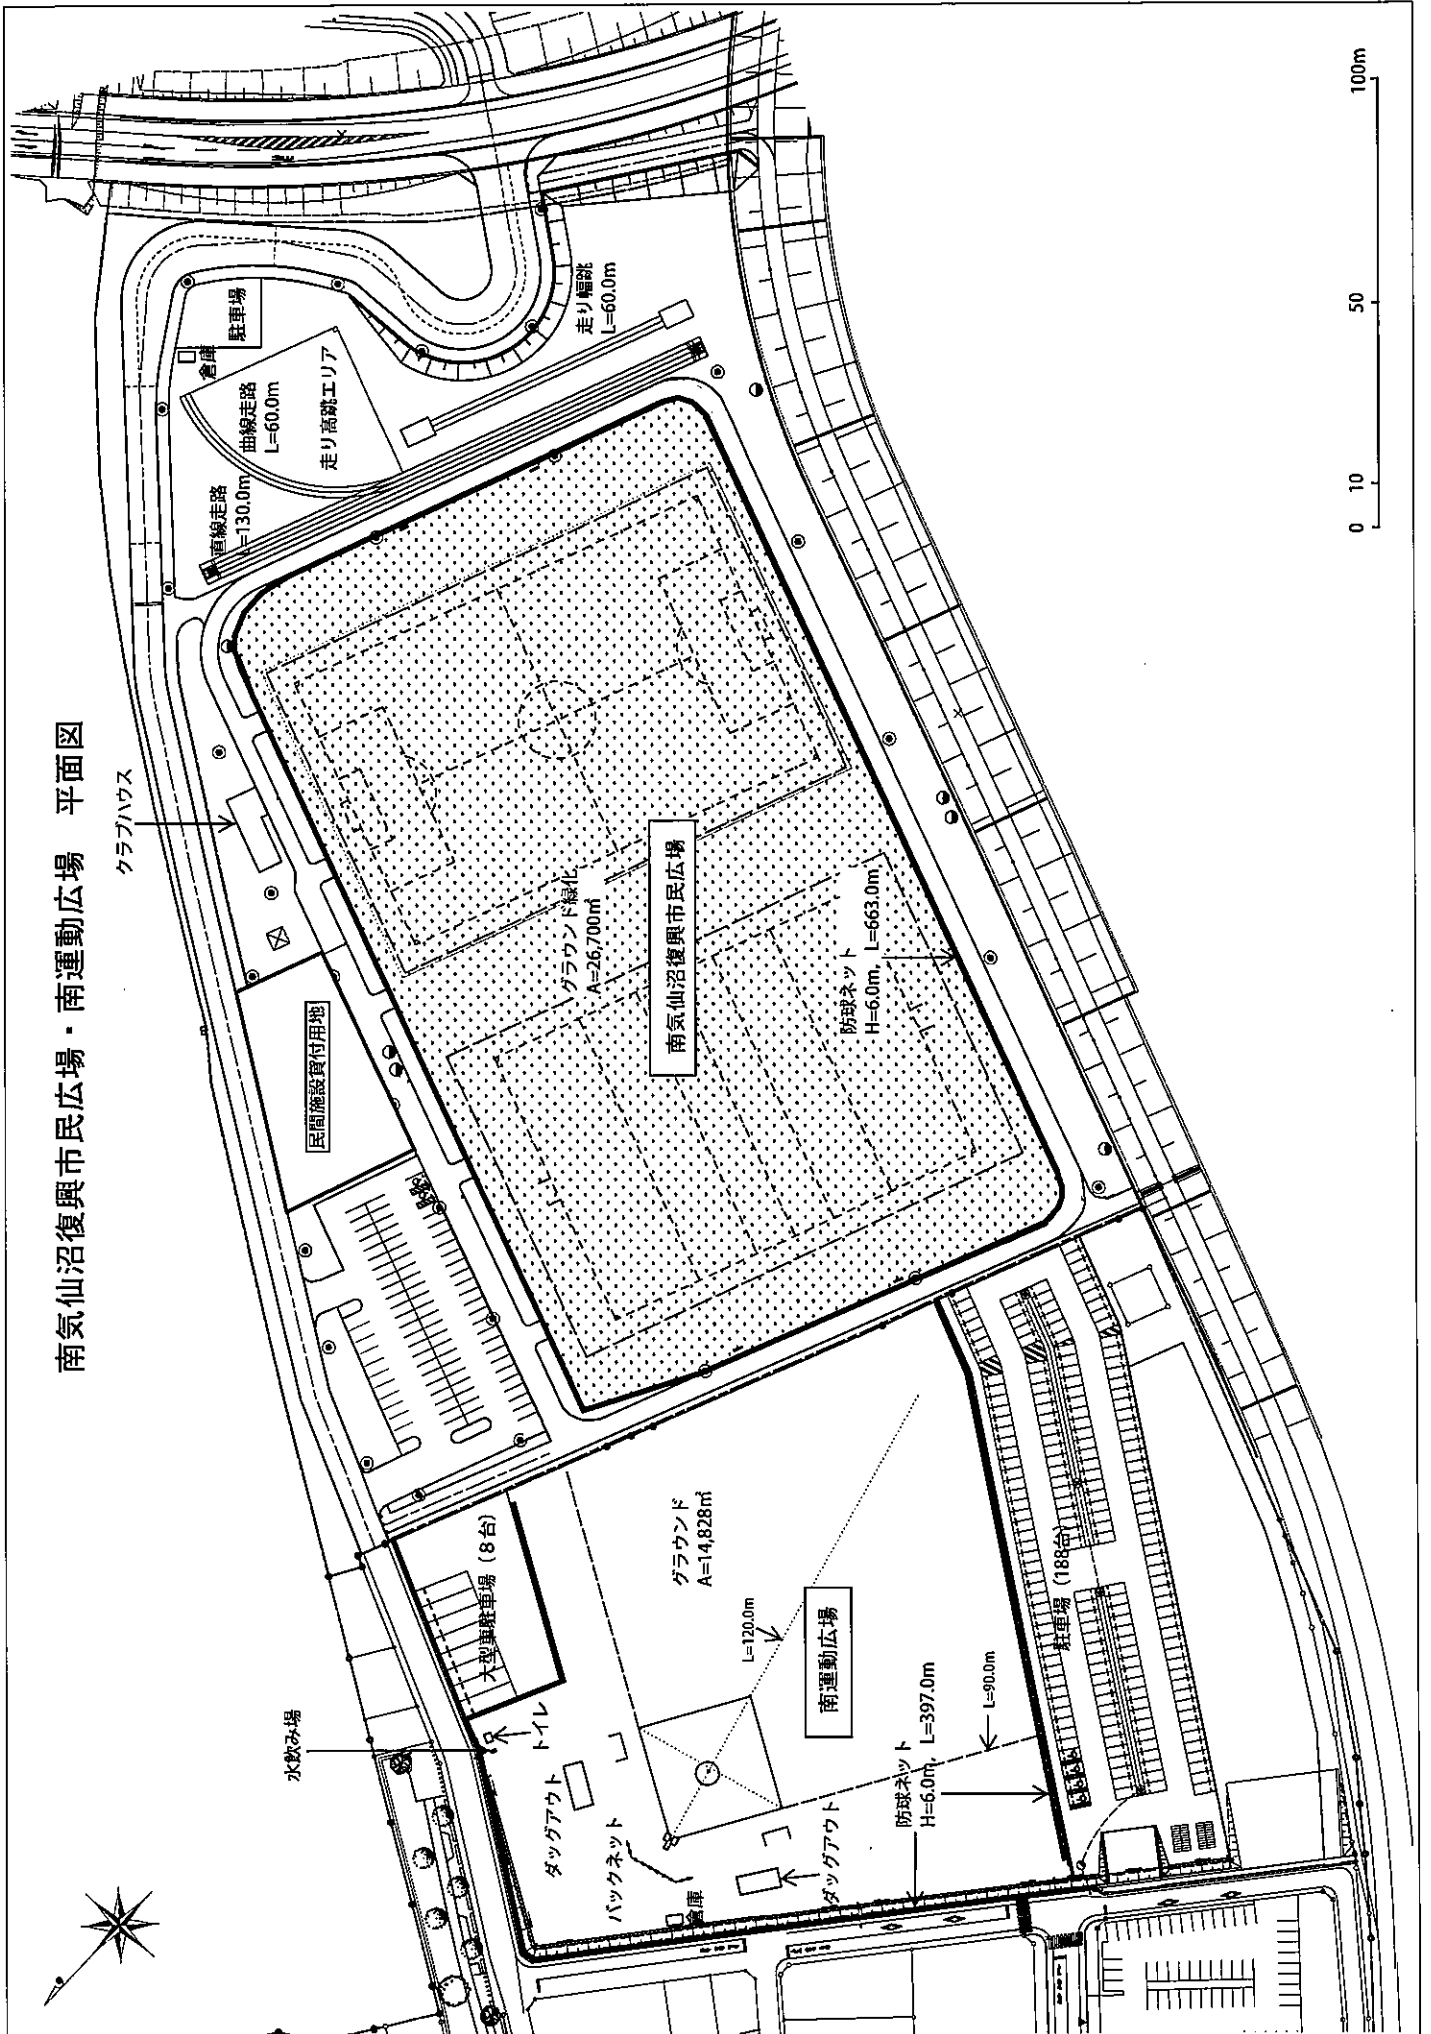 南気仙沼復興市民広場・南運動広場 平面図
クラブハウス
直線走路
L=130.0m
曲線走路
L=60.0m
走り高跳エリア
倉庫
駐車場
走り幅跳
L=60.0m
民間施設貸付用地
グラウンド緑化
A=26,700㎡
南気仙沼復興市民広場
防球ネット
H=6.0m, L=663.0m
水飲み場
トイレ
大型車駐車場(8台)
ダッグアウト
バックネット
倉庫
ダッグアウト
グラウンド
A=14,828㎡
L=120.0m
南運動広場
防球ネット
H=6.0m, L=397.0m
L=90.0m
駐車場(188台)
0 10 50 100m